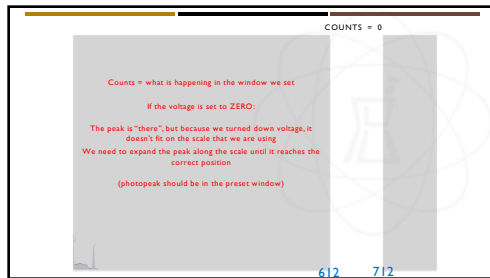 COUNTS = 0
Counts = what is happening in the window we set
If the voltage is set to ZERO:
The peak is "there", but because we turned down voltage, it
doesn't fit on the scale that we are using
We need to expand the peak along the scale until it reaches the
correct position
(photopeak should be in the preset window)
612 712